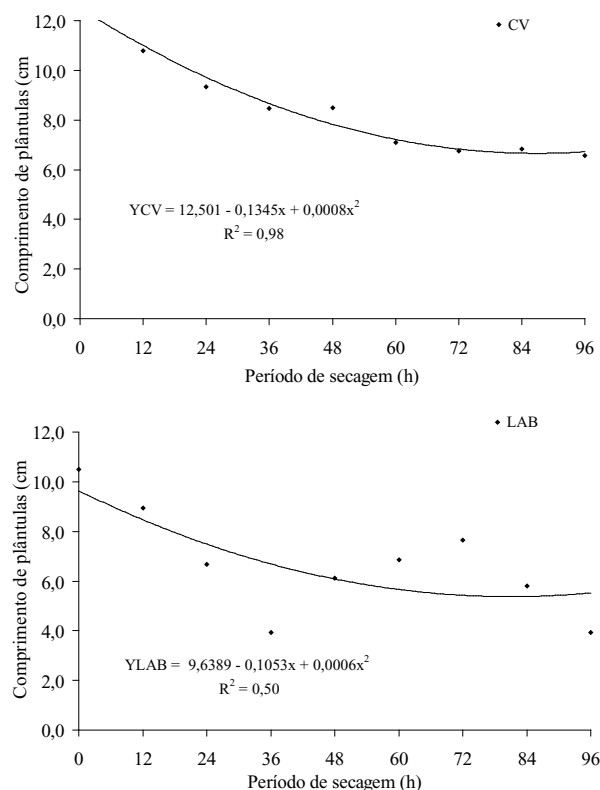 CV
Comprimento de plântulas (cm
12,0
10,0
8,0
6,0
4,0
2,0
0,0
YCV = 12,501 - 0,1345x + 0,0008x²
R² = 0,98
0 12 24 36 48 60 72 84 96
Período de secagem (h)
LAB
Comprimento de plântulas (cm
12,0
10,0
8,0
6,0
4,0
2,0
0,0
YLAB = 9,6389 - 0,1053x + 0,0006x²
R² = 0,50
0 12 24 36 48 60 72 84 96
Período de secagem (h)